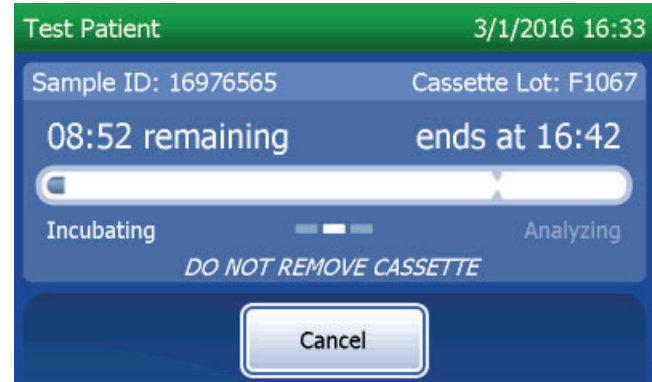 Test Patient 3/1/2016 16:33
Sample ID: 16976565 Cassette Lot: F1067
08:52 remaining ends at 16:42
Incubating Analyzing
DO NOT REMOVE CASSETTE
Cancel